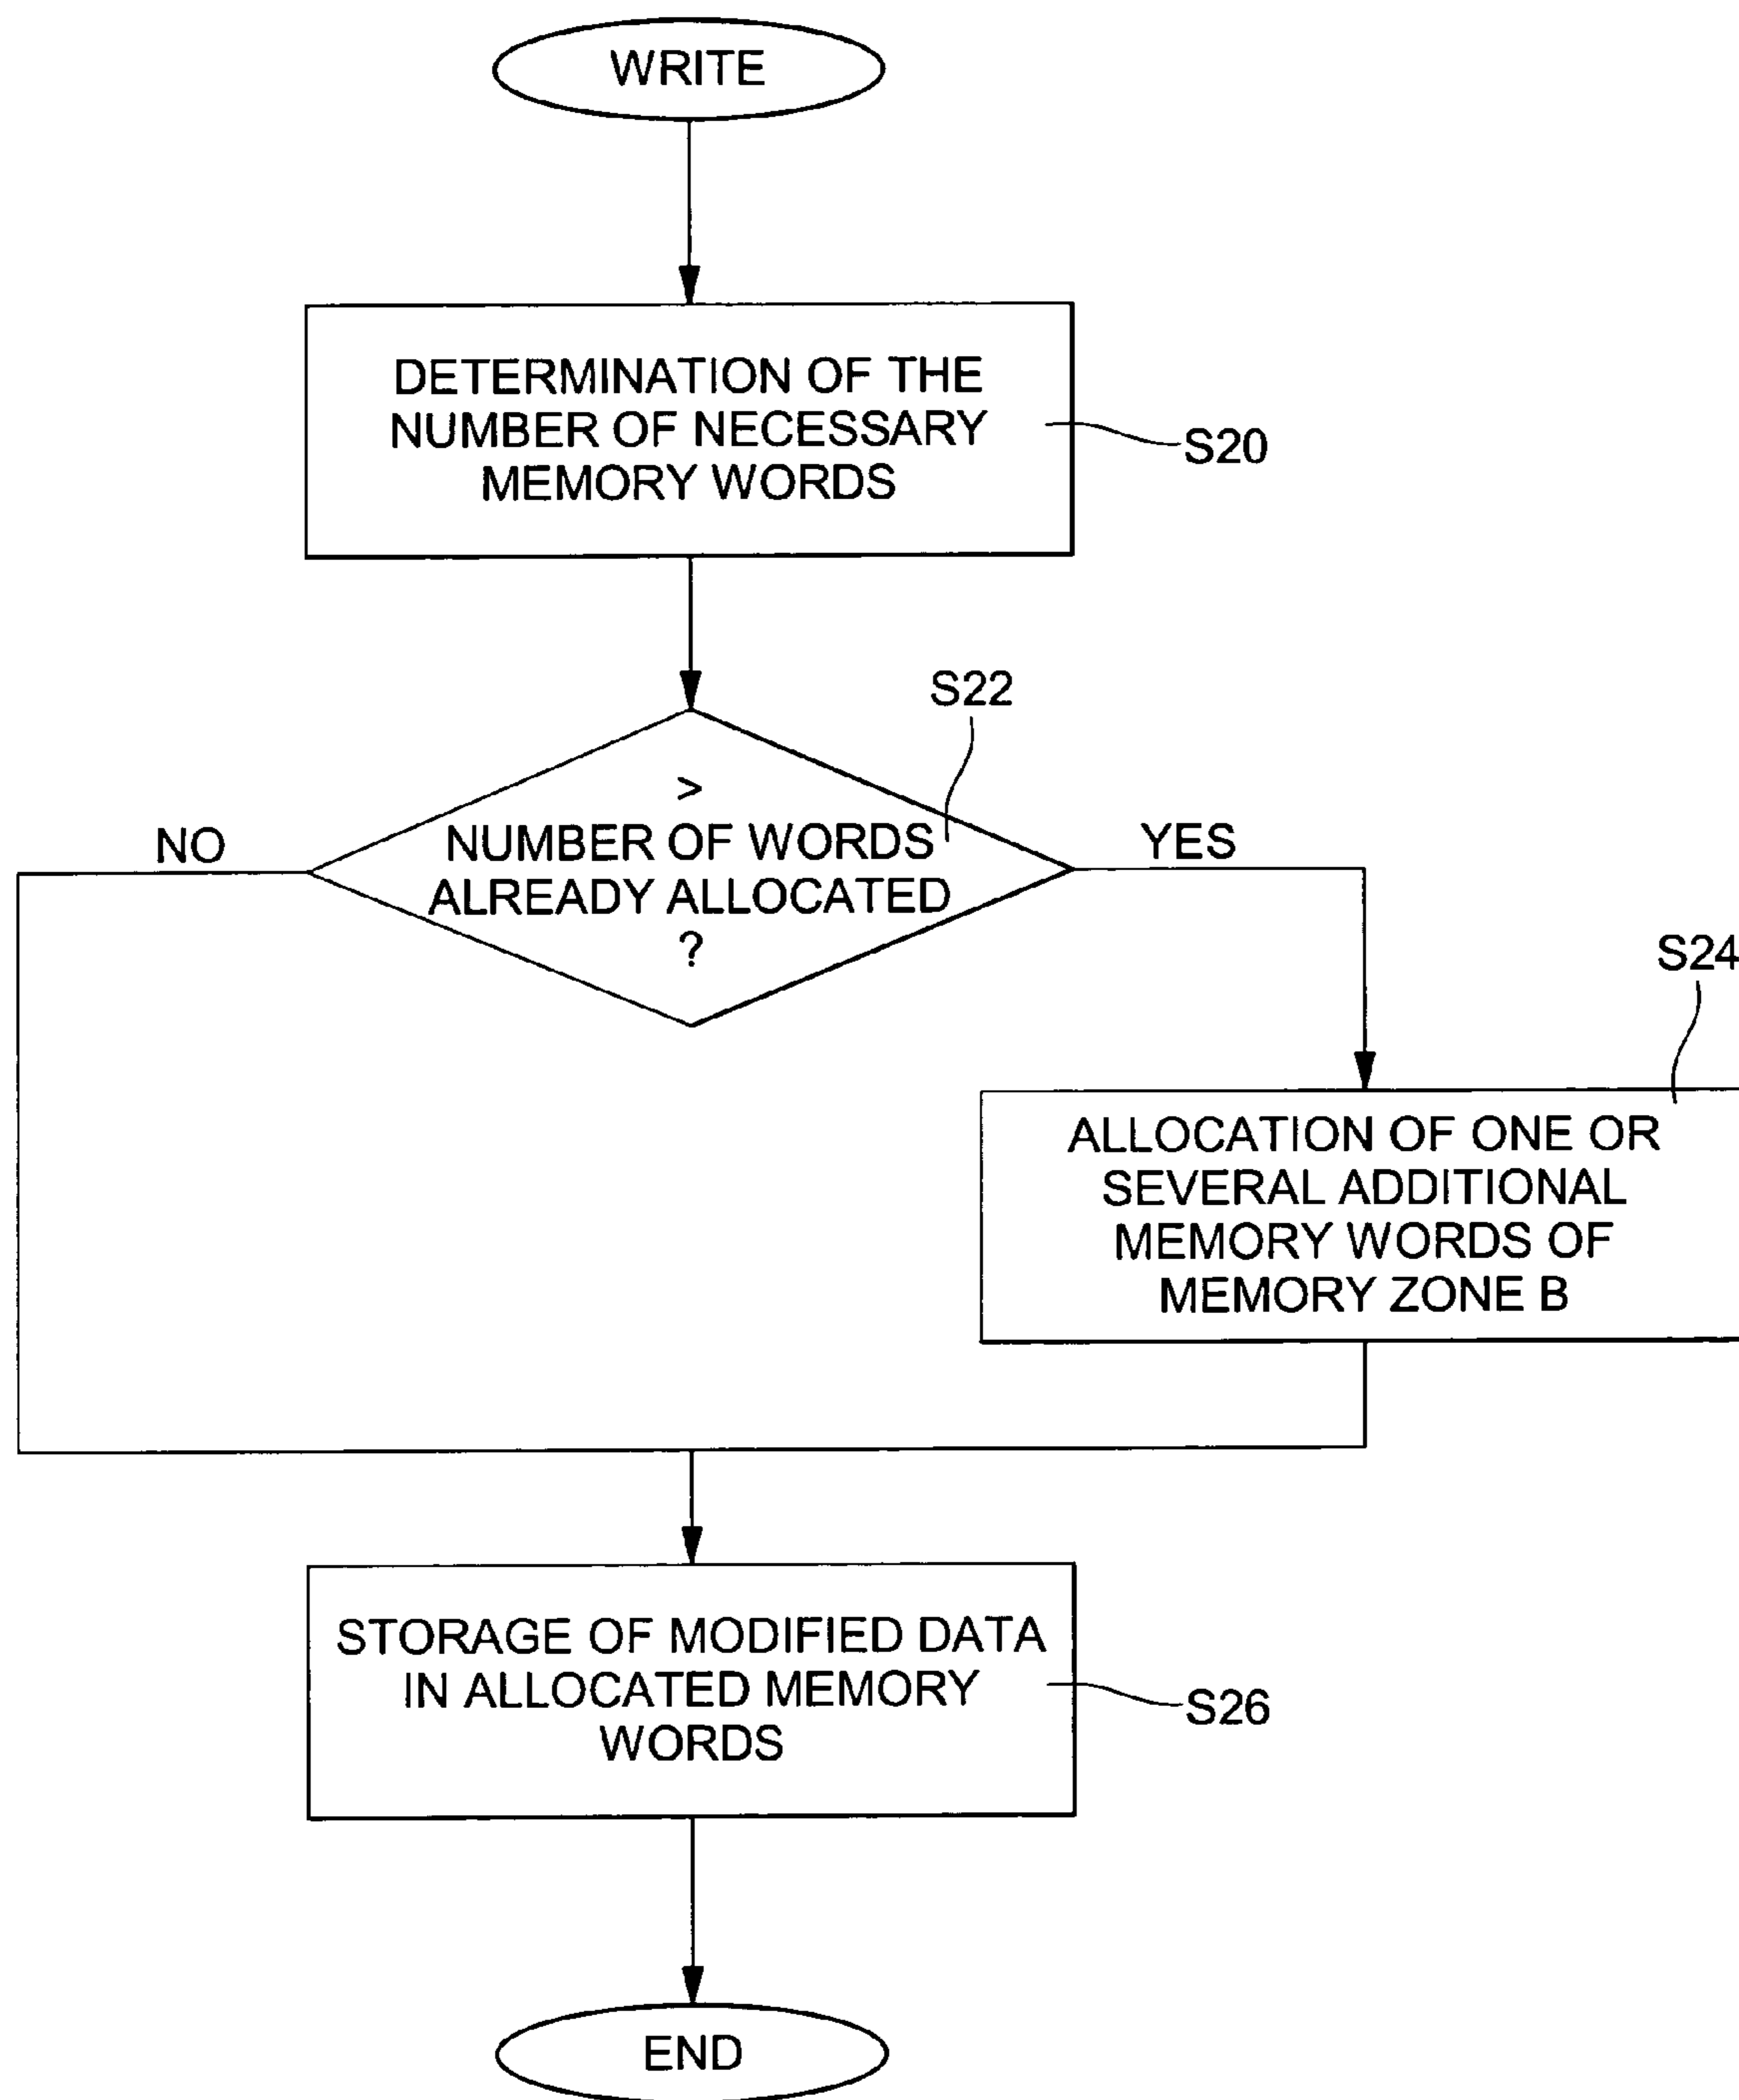 WRITE
DETERMINATION OF THE
NUMBER OF NECESSARY
MEMORY WORDS
S20
S22
>
NUMBER OF WORDS
ALREADY ALLOCATED
?
NO
YES
S24
ALLOCATION OF ONE OR
SEVERAL ADDITIONAL
MEMORY WORDS OF
MEMORY ZONE B
STORAGE OF MODIFIED DATA
IN ALLOCATED MEMORY
WORDS
S26
END